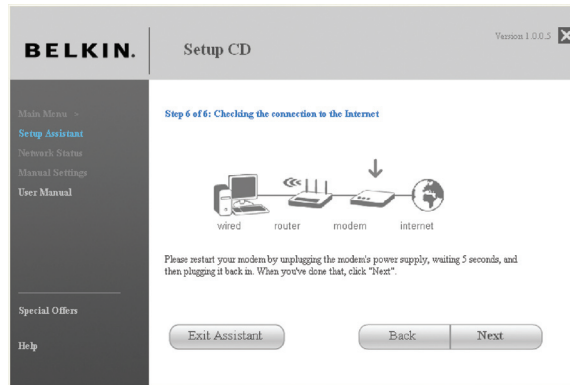 BELKIN.
Setup CD
Version 1.0.0.5
Main Menu >
Setup Assistant
Network Status
Manual Settings
User Manual
Special Offers
Help
Step 6 of 6: Checking the connection to the Internet
wired router modem internet
Please restart your modem by unplugging the modem's power supply, waiting 5 seconds, and
then plugging it back in. When you've done that, click "Next".
Exit Assistant
Back
Next